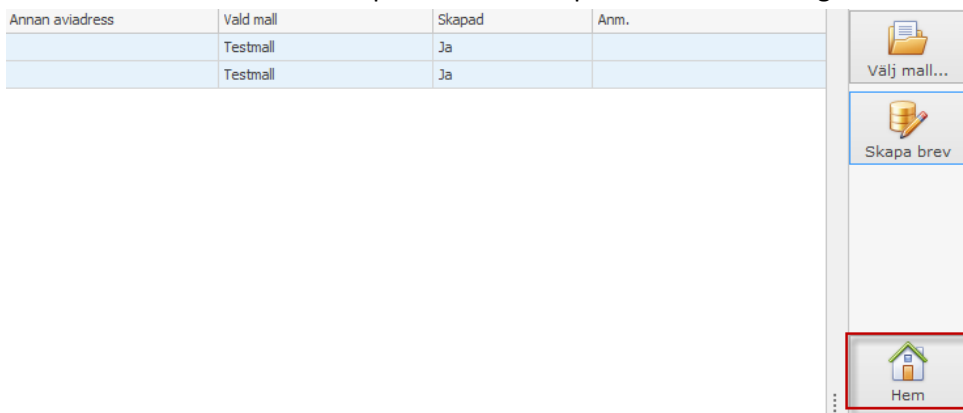 Annan aviadress Vald mall Skapad Anm.
Testmall Ja
Testmall Ja
Välj mall...
Skapa brev
Hem